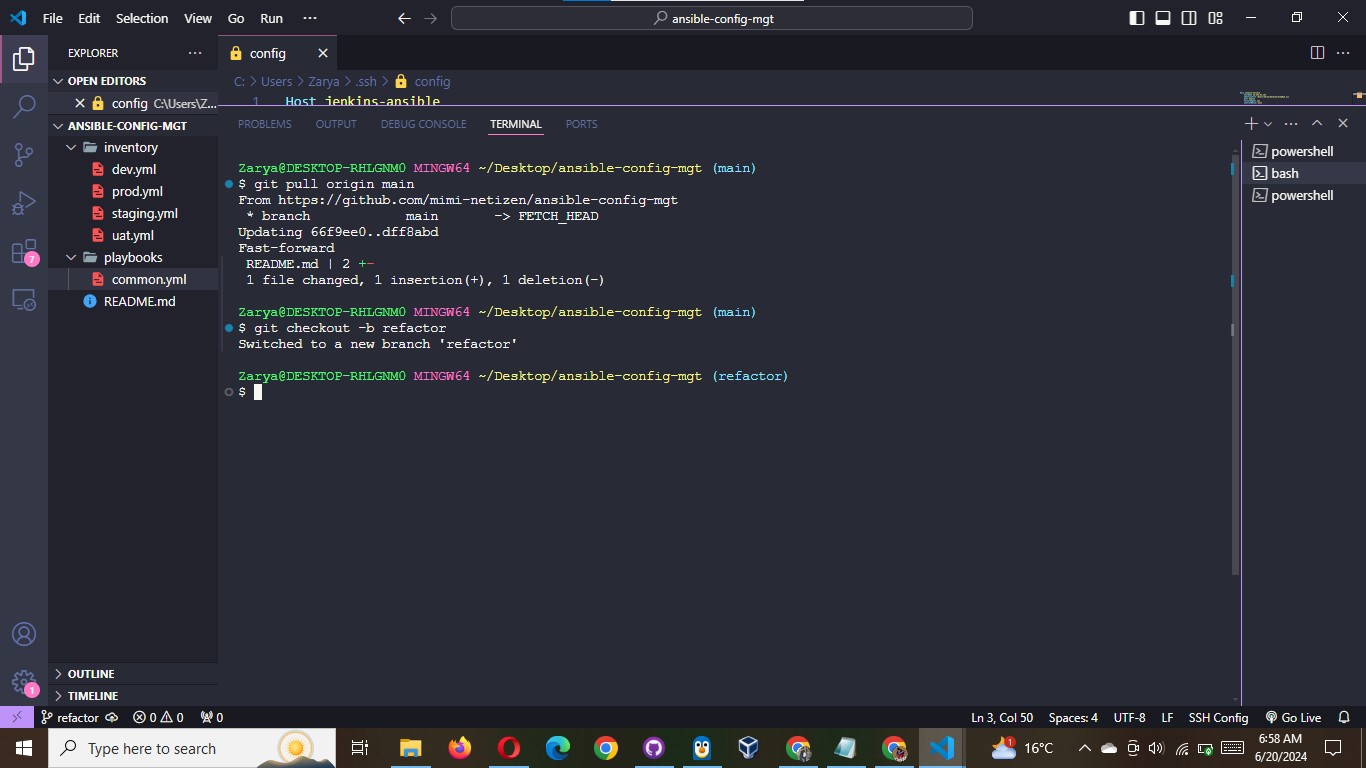 File Edit Selection View Go Run ···
ansible-config-mgt
EXPLORER
OPEN EDITORS
config C:\Users\Z...
ANSIBLE-CONFIG-MGT
inventory
dev.yml
prod.yml
staging.yml
uat.yml
playbooks
common.yml
README.md
OUTLINE
TIMELINE
7
1
config
C: > Users > Zarya > .ssh > config
1 Host jenkins-ansible
PROBLEMS OUTPUT DEBUG CONSOLE TERMINAL PORTS
Zarya@DESKTOP-RHLGNM0 MINGW64 ~/Desktop/ansible-config-mgt (main)
$ git pull origin main
From https://github.com/mimi-netizen/ansible-config-mgt
* branch main -> FETCH_HEAD
Updating 66f9ee0..dff8abd
Fast-forward
README.md | 2 +-
1 file changed, 1 insertion(+), 1 deletion(-)
Zarya@DESKTOP-RHLGNM0 MINGW64 ~/Desktop/ansible-config-mgt (main)
$ git checkout -b refactor
Switched to a new branch 'refactor'
Zarya@DESKTOP-RHLGNM0 MINGW64 ~/Desktop/ansible-config-mgt (refactor)
$
powershell
bash
powershell
refactor 0 0 0
Ln 3, Col 50 Spaces: 4 UTF-8 LF SSH Config Go Live
Type here to search
1
16°C
6:58 AM
6/20/2024